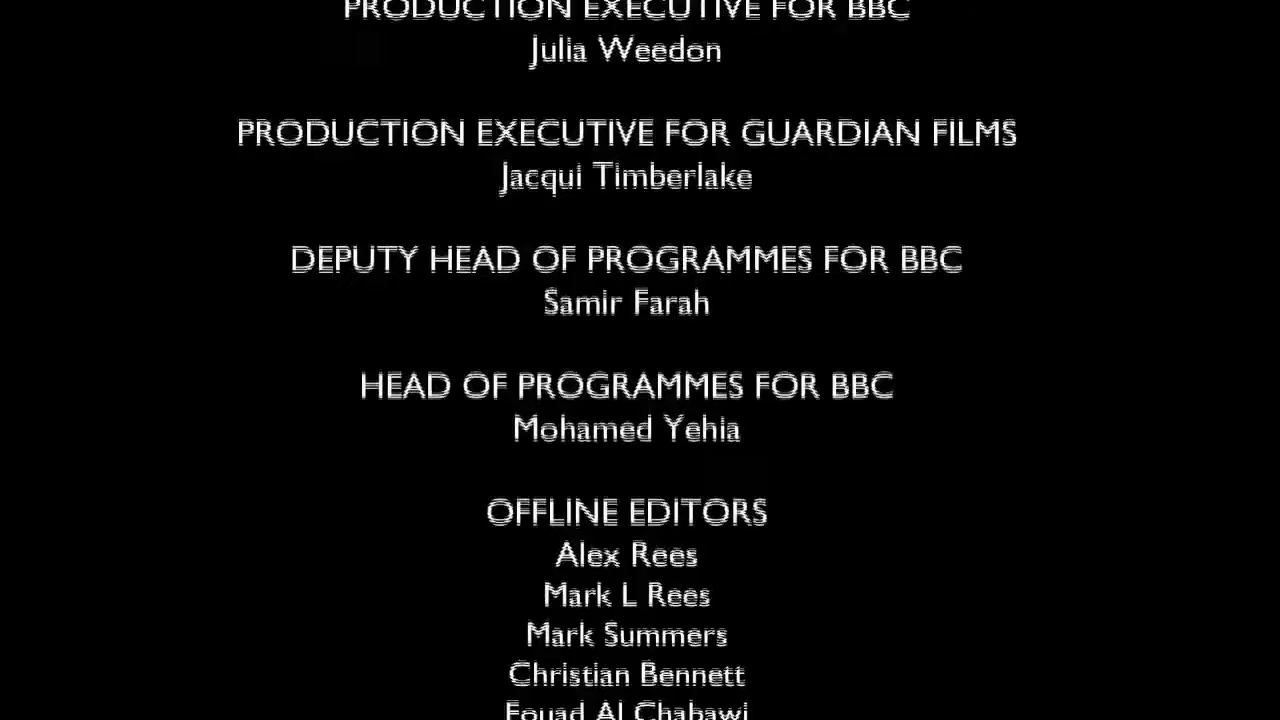 PRODUCTION EXECUTIVE FOR BBC
Julia Weedon
PRODUCTION EXECUTIVE FOR GUARDIAN FILMS
Jacqui Timberlake
DEPUTY HEAD OF PROGRAMMES FOR BBC
Samir Farah
HEAD OF PROGRAMMES FOR BBC
Mohamed Yehia
OFFLINE EDITORS
Alex Rees
Mark L Rees
Mark Summers
Christian Bennett
Fouad Al Chabawi